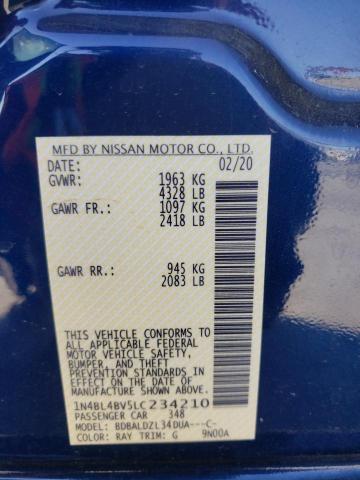 MFD BY NISSAN MOTOR CO., LTD.
DATE: 02/20
GVWR: 1963 KG
4328 LB
GAWR FR.: 1097 KG
2418 LB
GAWR RR.: 945 KG
2083 LB
THIS VEHICLE CONFORMS TO
ALL APPLICABLE FEDERAL
MOTOR VEHICLE SAFETY,
BUMPER, AND THEFT
PREVENTION STANDARDS IN
EFFECT ON THE DATE OF
MANUFACTURE SHOWN ABOVE.
1N4BL4BV5LC234210
PASSENGER CAR 348
MODEL: BDBALDZL34DUA---C-
COLOR: RAY TRIM: G 9N00A